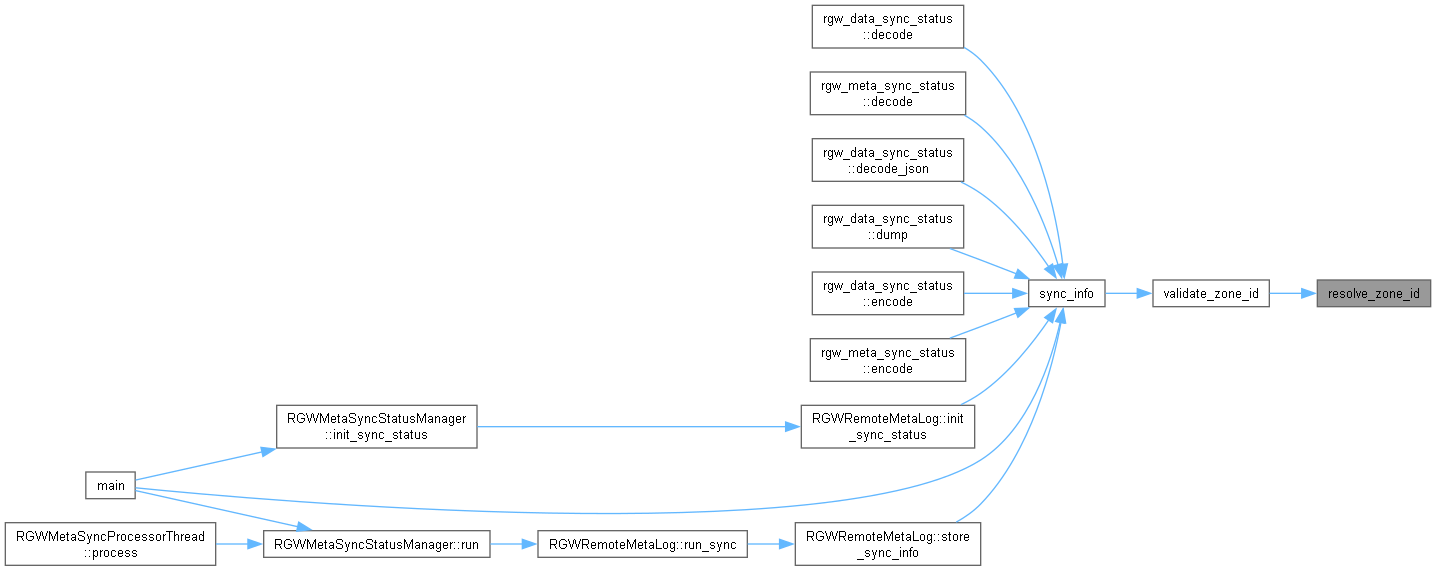 rgw_data_sync_status
::decode
rgw_meta_sync_status
::decode
rgw_data_sync_status
::decode_json
rgw_data_sync_status
::dump
rgw_data_sync_status
::encode
sync_info
validate_zone_id
resolve_zone_id
rgw_meta_sync_status
::encode
RGWMetaSyncStatusManager
::init_sync_status
RGWRemoteMetaLog::init
_sync_status
main
RGWMetaSyncProcessorThread
::process
RGWMetaSyncStatusManager::run
RGWRemoteMetaLog::run_sync
RGWRemoteMetaLog::store
_sync_info